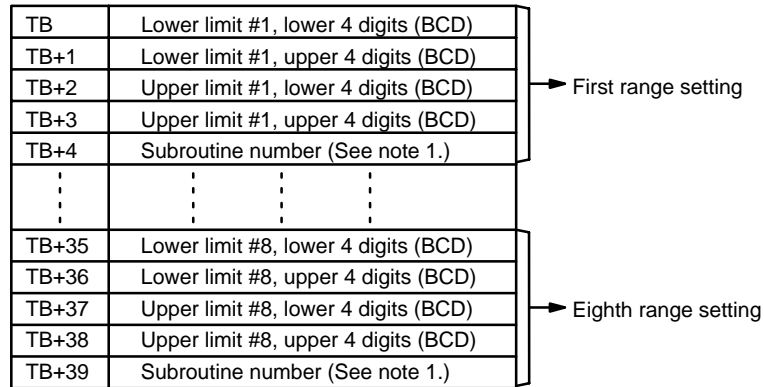 TB Lower limit #1, lower 4 digits (BCD)
TB+1 Lower limit #1, upper 4 digits (BCD)
TB+2 Upper limit #1, lower 4 digits (BCD)
First range setting
TB+3 Upper limit #1, upper 4 digits (BCD)
TB+4 Subroutine number (See note 1.)
TB+35 Lower limit #8, lower 4 digits (BCD)
TB+36 Lower limit #8, upper 4 digits (BCD)
TB+37 Upper limit #8, lower 4 digits (BCD)
Eighth range setting
TB+38 Upper limit #8, upper 4 digits (BCD)
TB+39 Subroutine number (See note 1.)